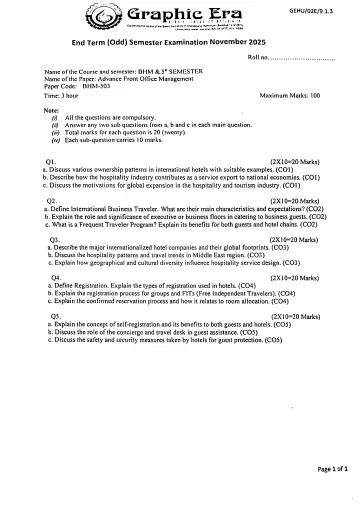 GEHU/02E/9.1.3
Graphic Era
End Term (Odd) Semester Examination November 2025
Roll no..............................
Name of the Course and semester: BHM & 5th SEMESTER
Name of the Paper: Advance Front Office Management
Paper Code: BHM-503
Time: 3 hour Maximum Marks: 100
Note:
(i) All the questions are compulsory.
(ii) Answer any two sub questions from a, b and c in each main question.
(iii) Total marks for each question is 20 (twenty).
(iv) Each sub-question carries 10 marks.
Q1. (2X10=20 Marks)
a. Discuss various ownership patterns in international hotels with suitable examples. (CO1)
b. Describe how the hospitality industry contributes as a service export to national economies. (CO1)
c. Discuss the motivations for global expansion in the hospitality and tourism industry. (CO1)
Q2. (2X10=20 Marks)
a. Define International Business Traveler. What are their main characteristics and expectations? (CO2)
b. Explain the role and significance of executive or business floors in catering to business guests. (CO2)
c. What is a Frequent Traveler Program? Explain its benefits for both guests and hotel chains. (CO2)
Q3. (2X10=20 Marks)
a. Describe the major internationalized hotel companies and their global footprints. (CO3)
b. Discuss the hospitality patterns and travel trends in Middle East region. (CO3)
c. Explain how geographical and cultural diversity influence hospitality service design. (CO3)
Q4. (2X10=20 Marks)
a. Define Registration. Explain the types of registration used in hotels. (CO4)
b. Explain the registration process for groups and FITs (Free Independent Travelers). (CO4)
c. Explain the confirmed reservation process and how it relates to room allocation. (CO4)
Q5. (2X10=20 Marks)
a. Explain the concept of self-registration and its benefits to both guests and hotels. (CO5)
b. Discuss the role of the concierge and travel desk in guest assistance. (CO5)
c. Discuss the safety and security measures taken by hotels for guest protection. (CO5)
Page 1 of 1